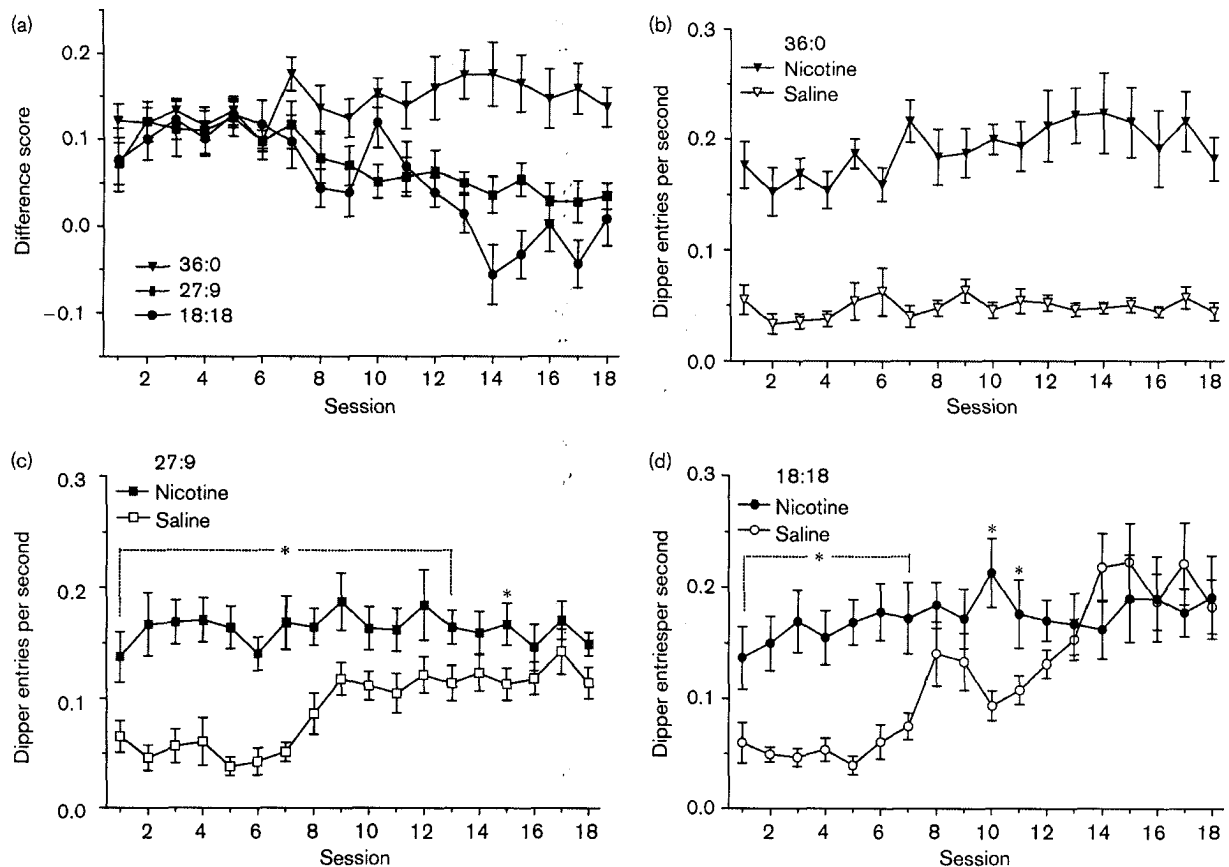 (a)
0.2
0.1
0.0
−0.1
Difference score
36:0
27:9
18:18
2 4 6 8 10 12 14 16 18
Session
(b)
36:0
Nicotine
Saline
0.3
0.2
0.1
0.0
Dipper entries per second
2 4 6 8 10 12 14 16 18
Session
(c)
27:9
Nicotine
Saline
0.3
0.2
0.1
0.0
Dipper entries per second
* *
2 4 6 8 10 12 14 16 18
Session
(d)
18:18
Nicotine
Saline
0.3
0.2
0.1
0.0
Dipper entries per second
* * *
2 4 6 8 10 12 14 16 18
Session